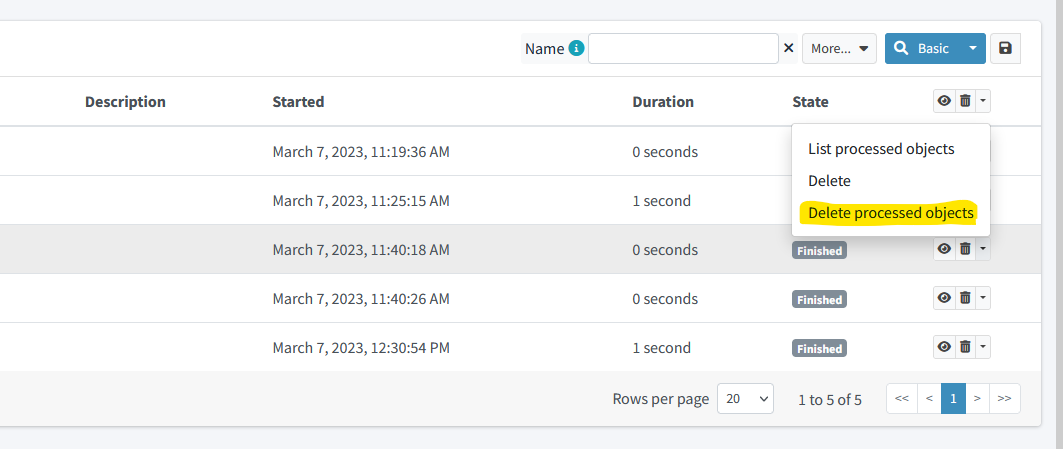 Name More... Basic
Description Started Duration State
March 7, 2023, 11:19:36 AM 0 seconds
List processed objects
Delete
March 7, 2023, 11:25:15 AM 1 second
Delete processed objects
March 7, 2023, 11:40:18 AM 0 seconds Finished
March 7, 2023, 11:40:26 AM 0 seconds Finished
March 7, 2023, 12:30:54 PM 1 second Finished
Rows per page 20 1 to 5 of 5 << < 1 > >>